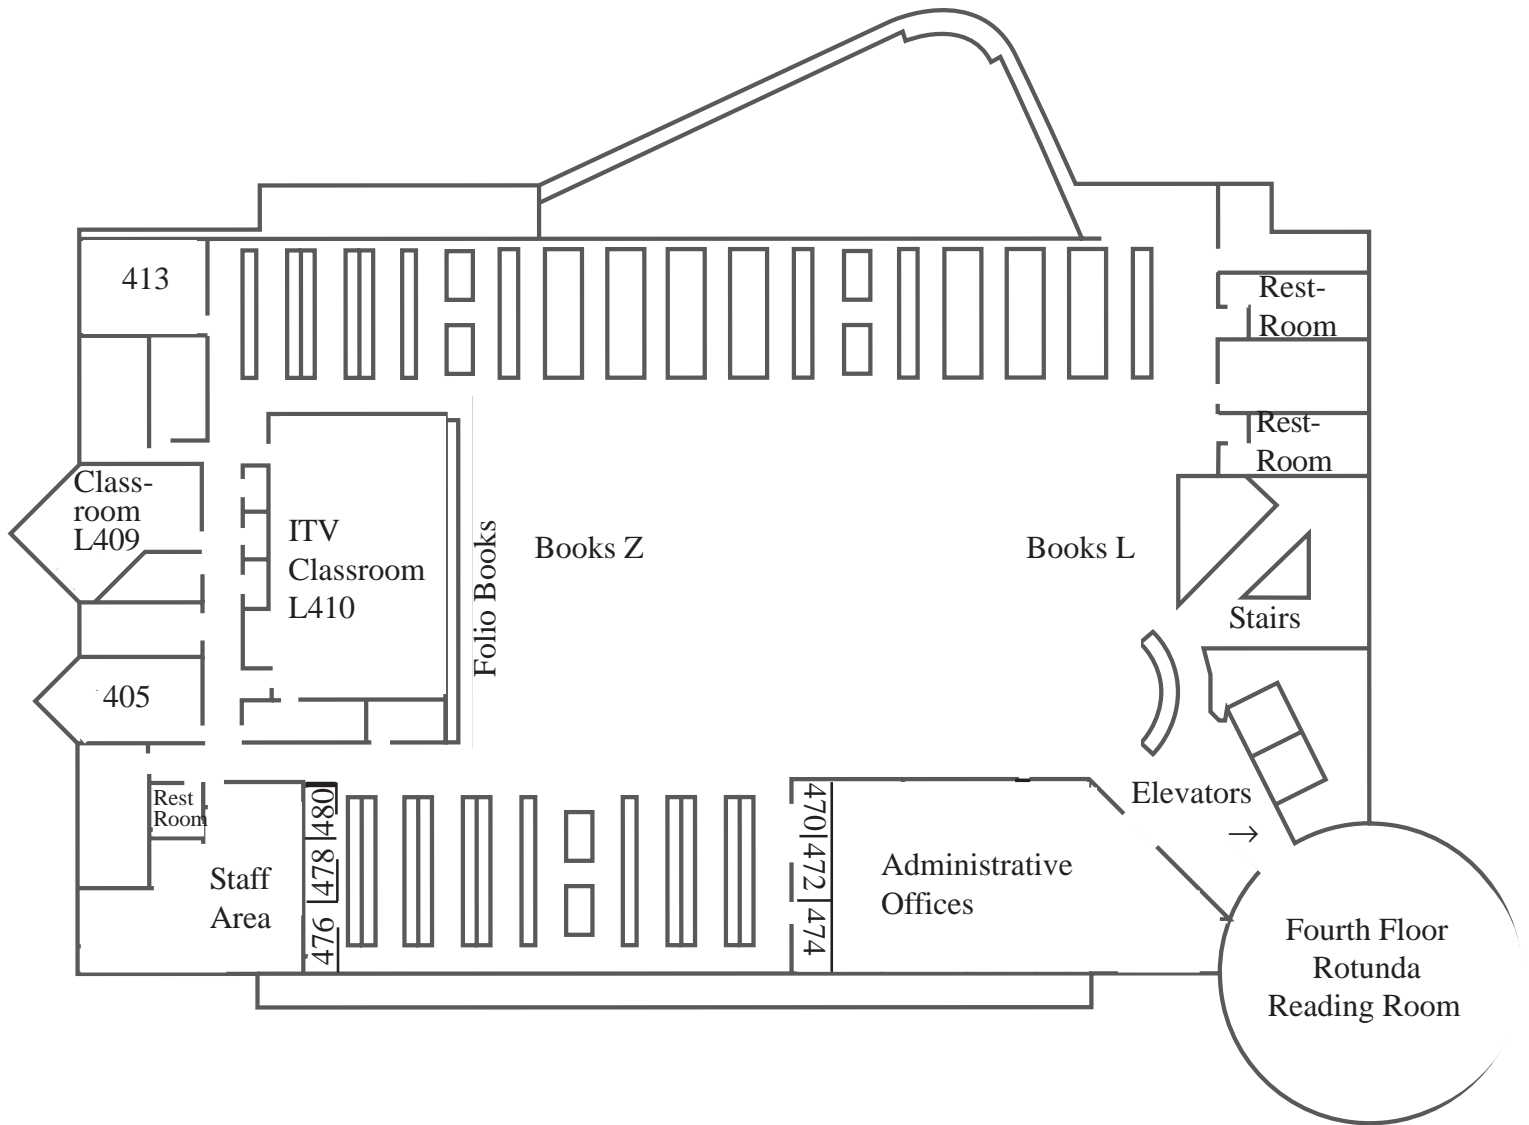 413
Rest-
Room
Rest-
Room
Class-
room
L409
ITV
Classroom
L410
Folio Books
Books Z
Books L
Stairs
405
Elevators
→
Rest
Room
480
478
476
Staff
Area
470
472
474
Administrative
Offices
Fourth Floor
Rotunda
Reading Room